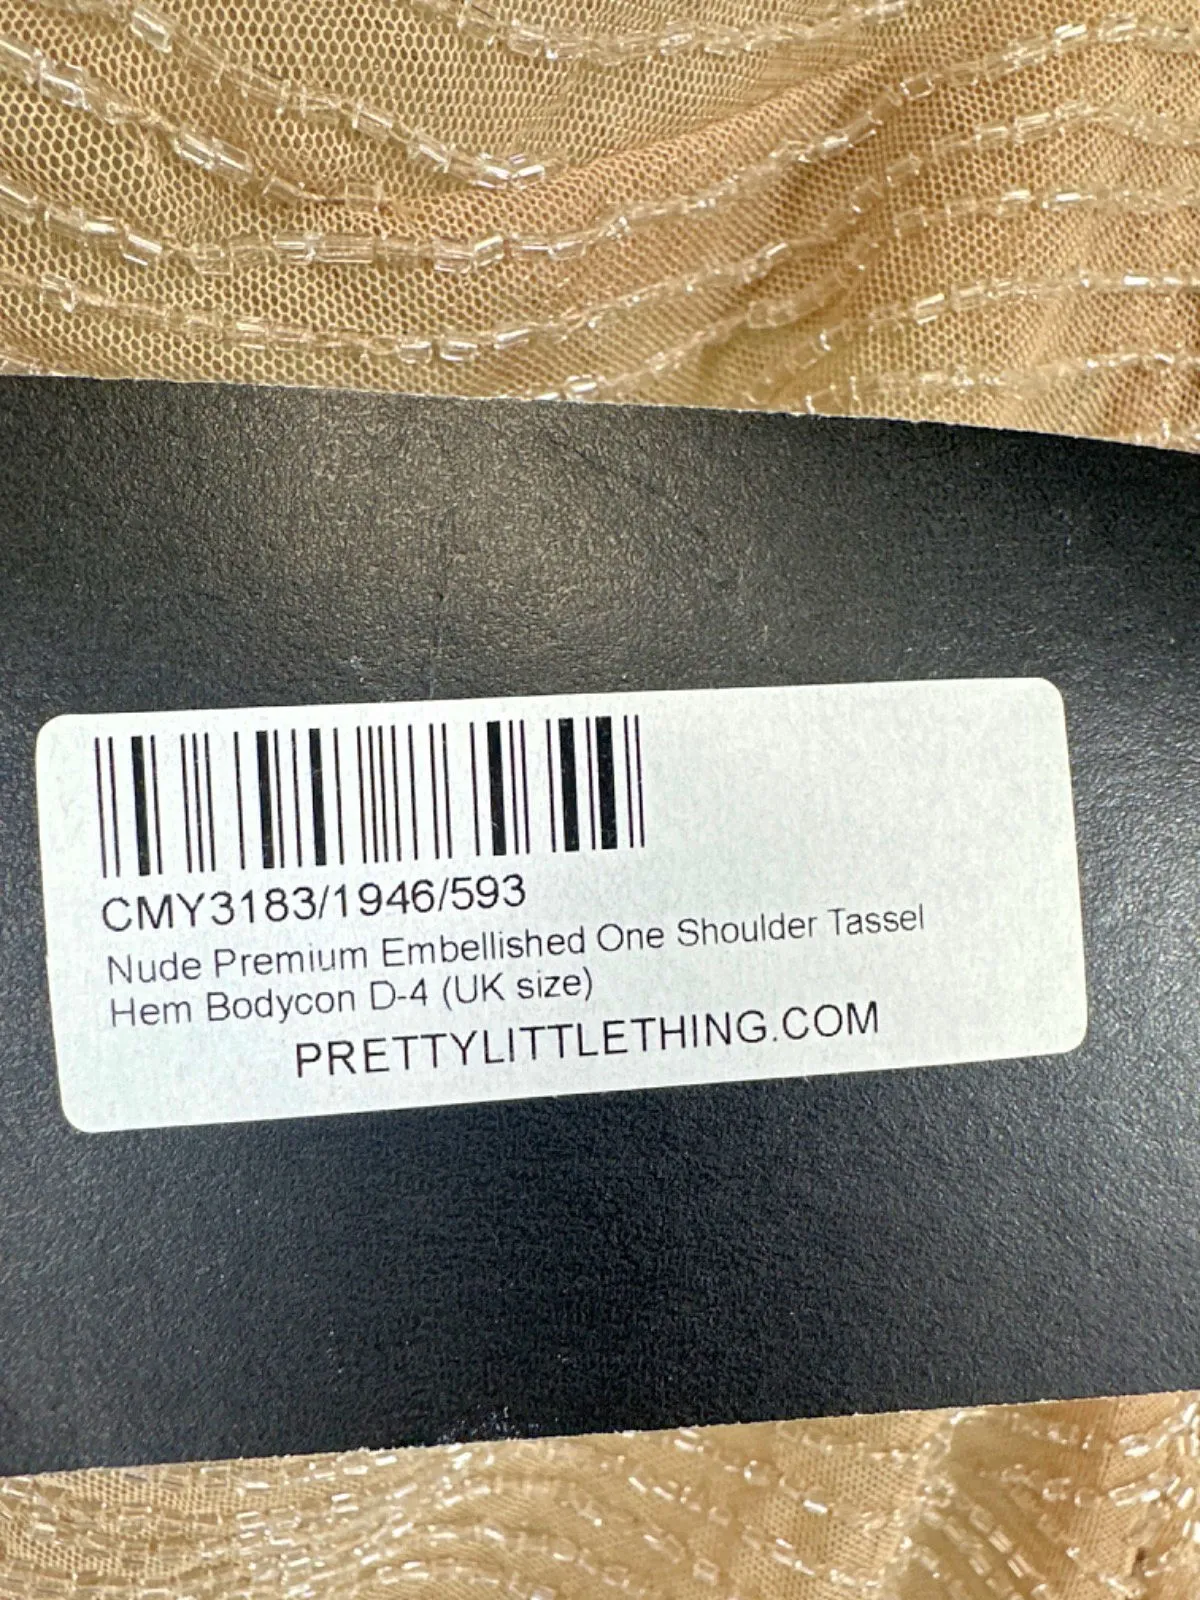 CMY3183/1946/593
Nude Premium Embellished One Shoulder Tassel
Hem Bodycon D-4 (UK size)
PRETTYLITTLETHING.COM